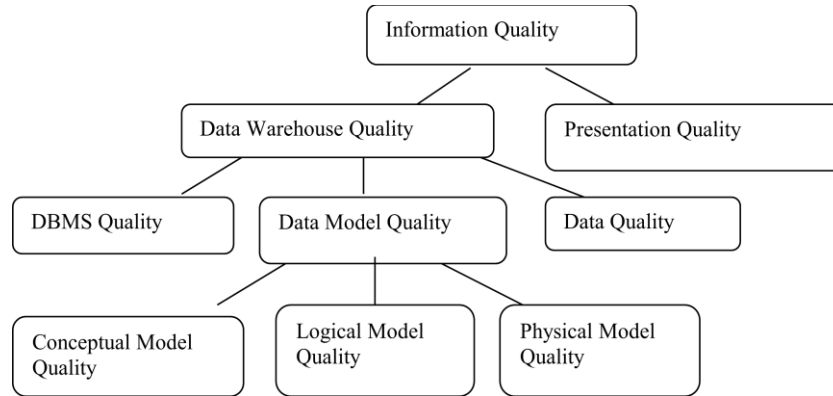 Information Quality
Data Warehouse Quality
Presentation Quality
DBMS Quality
Data Model Quality
Data Quality
Conceptual Model
Quality
Logical Model
Quality
Physical Model
Quality